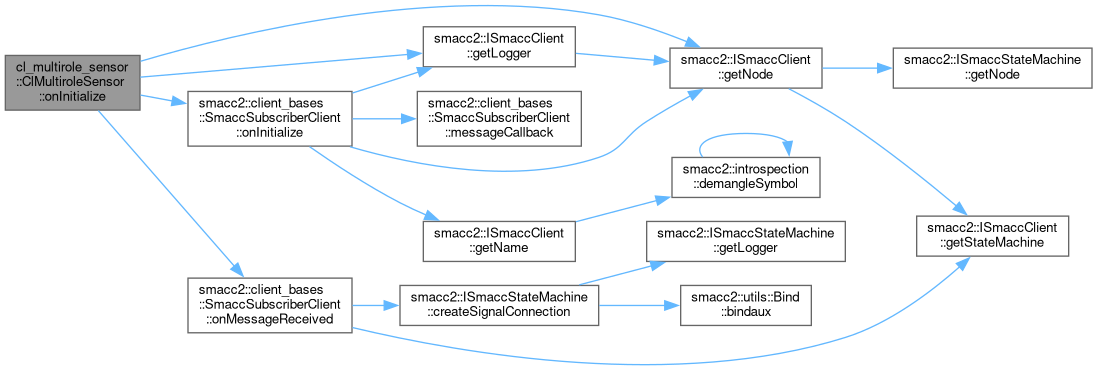 cl_multirole_sensor
::ClMultiroleSensor
::onInitialize
smacc2::ISmaccClient
::getLogger
smacc2::ISmaccClient
::getNode
smacc2::ISmaccStateMachine
::getNode
smacc2::client_bases
::SmaccSubscriberClient
::onInitialize
smacc2::client_bases
::SmaccSubscriberClient
::messageCallback
smacc2::introspection
::demangleSymbol
smacc2::ISmaccClient
::getName
smacc2::ISmaccStateMachine
::getLogger
smacc2::ISmaccClient
::getStateMachine
smacc2::client_bases
::SmaccSubscriberClient
::onMessageReceived
smacc2::ISmaccStateMachine
::createSignalConnection
smacc2::utils::Bind
::bindaux